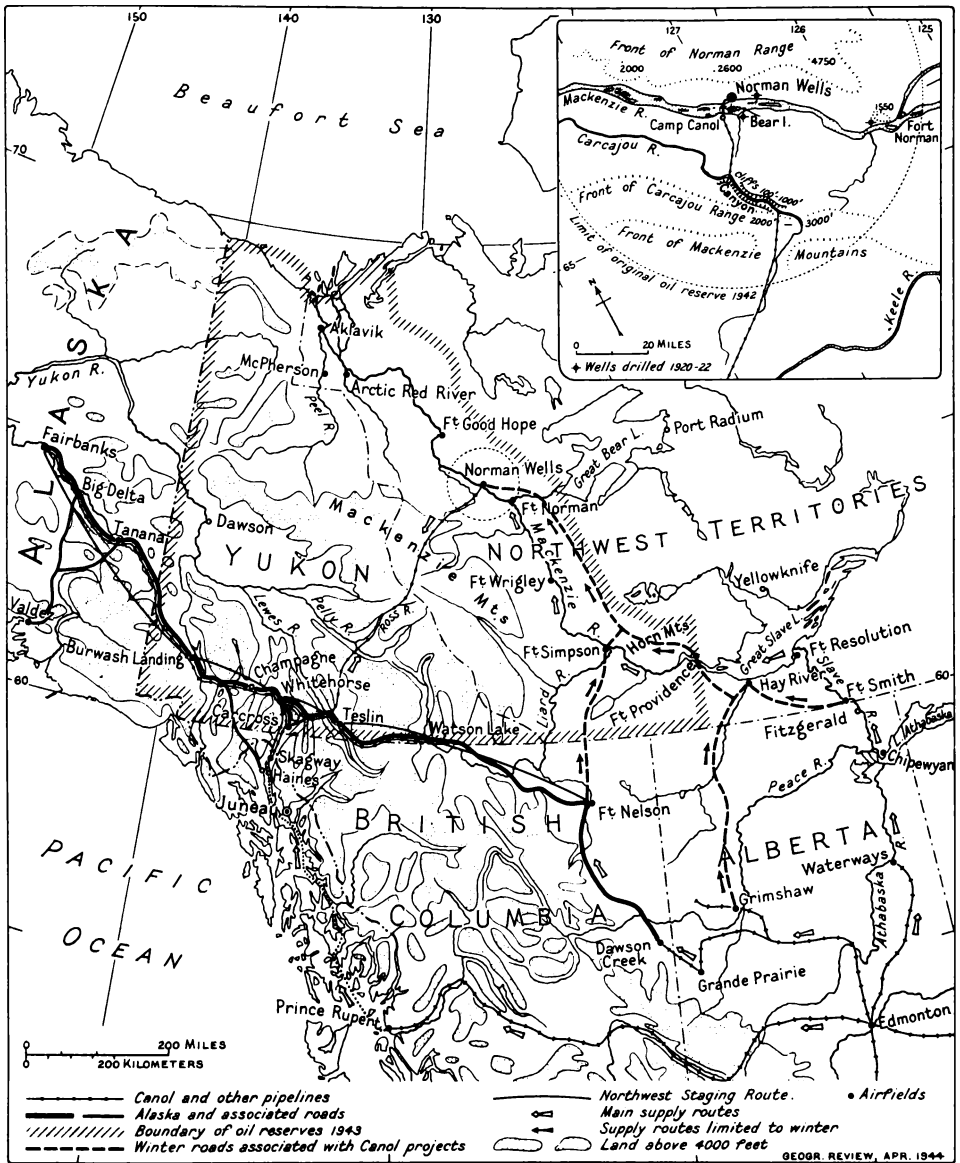 150
140
130
Beaufort Sea
70
ALASKA
Yukon R.
Aklavik
McPherson
Arctic Red River
Peel R.
Ft Good Hope
Great Bear L.
Port Radium
Fairbanks
Big Delta
Norman Wells
Ft Norman
Tanana
Dawson
Mackenzie Mts
NORTHWEST TERRITORIES
YUKON
Mackenzie R.
Ft Wrigley
Yellowknife
Valdez
Lewes R.
Pelly R.
Ross R.
Burwash Landing
Champagne
Ft Simpson
Horn Mts.
Great Slave L.
Ft Resolution
Slave R.
60
Whitehorse
Liard R.
Ft Providence
Hay River
Ft Smith
60
Carcross
Teslin
Watson Lake
Fitzgerald
Athabaska
Skagway
Haines
Peace R.
Chipewyan
Juneau
Ft Nelson
BRITISH
COLUMBIA
ALBERTA
PACIFIC
OCEAN
Waterways
Grimshaw
Athabaska R.
Dawson
Creek
Grande Prairie
Prince Rupert
Edmonton
0 200 MILES
0 200 KILOMETERS
127
126
125
Front of Norman Range
2000
2600
4750
Norman Wells
Mackenzie R.
Camp Canol
Bear I.
1550
Fort
Norman
Carcajou R.
cliffs 100'-1000'
Canyon
Front of Carcajou Range
2000'
3000'
Front of Mackenzie Mountains
Limit of original oil reserve 1942
65
Keele R.
N
0 20 MILES
Wells drilled 1920-22
Canol and other pipelines
Alaska and associated roads
Boundary of oil reserves 1943
Winter roads associated with Canol projects
Northwest Staging Route.
Main supply routes
Supply routes limited to winter
Land above 4000 feet
Airfields
GEOGR. REVIEW, APR. 1944